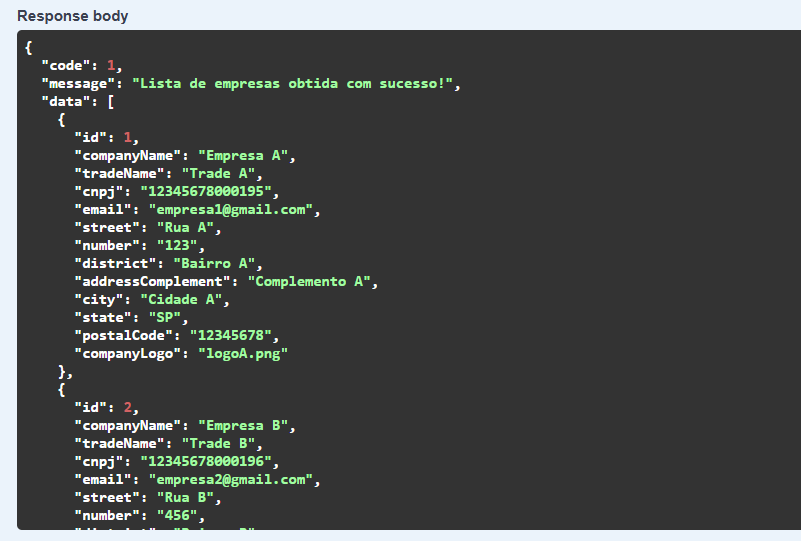 Response body
{
"code": 1,
"message": "Lista de empresas obtida com sucesso!",
"data": [
{
"id": 1,
"companyName": "Empresa A",
"tradeName": "Trade A",
"cnpj": "12345678000195",
"email": "empresa1@gmail.com",
"street": "Rua A",
"number": "123",
"district": "Bairro A",
"addressComplement": "Complemento A",
"city": "Cidade A",
"state": "SP",
"postalCode": "12345678",
"companyLogo": "logoA.png"
},
{
"id": 2,
"companyName": "Empresa B",
"tradeName": "Trade B",
"cnpj": "12345678000196",
"email": "empresa2@gmail.com",
"street": "Rua B",
"number": "456",